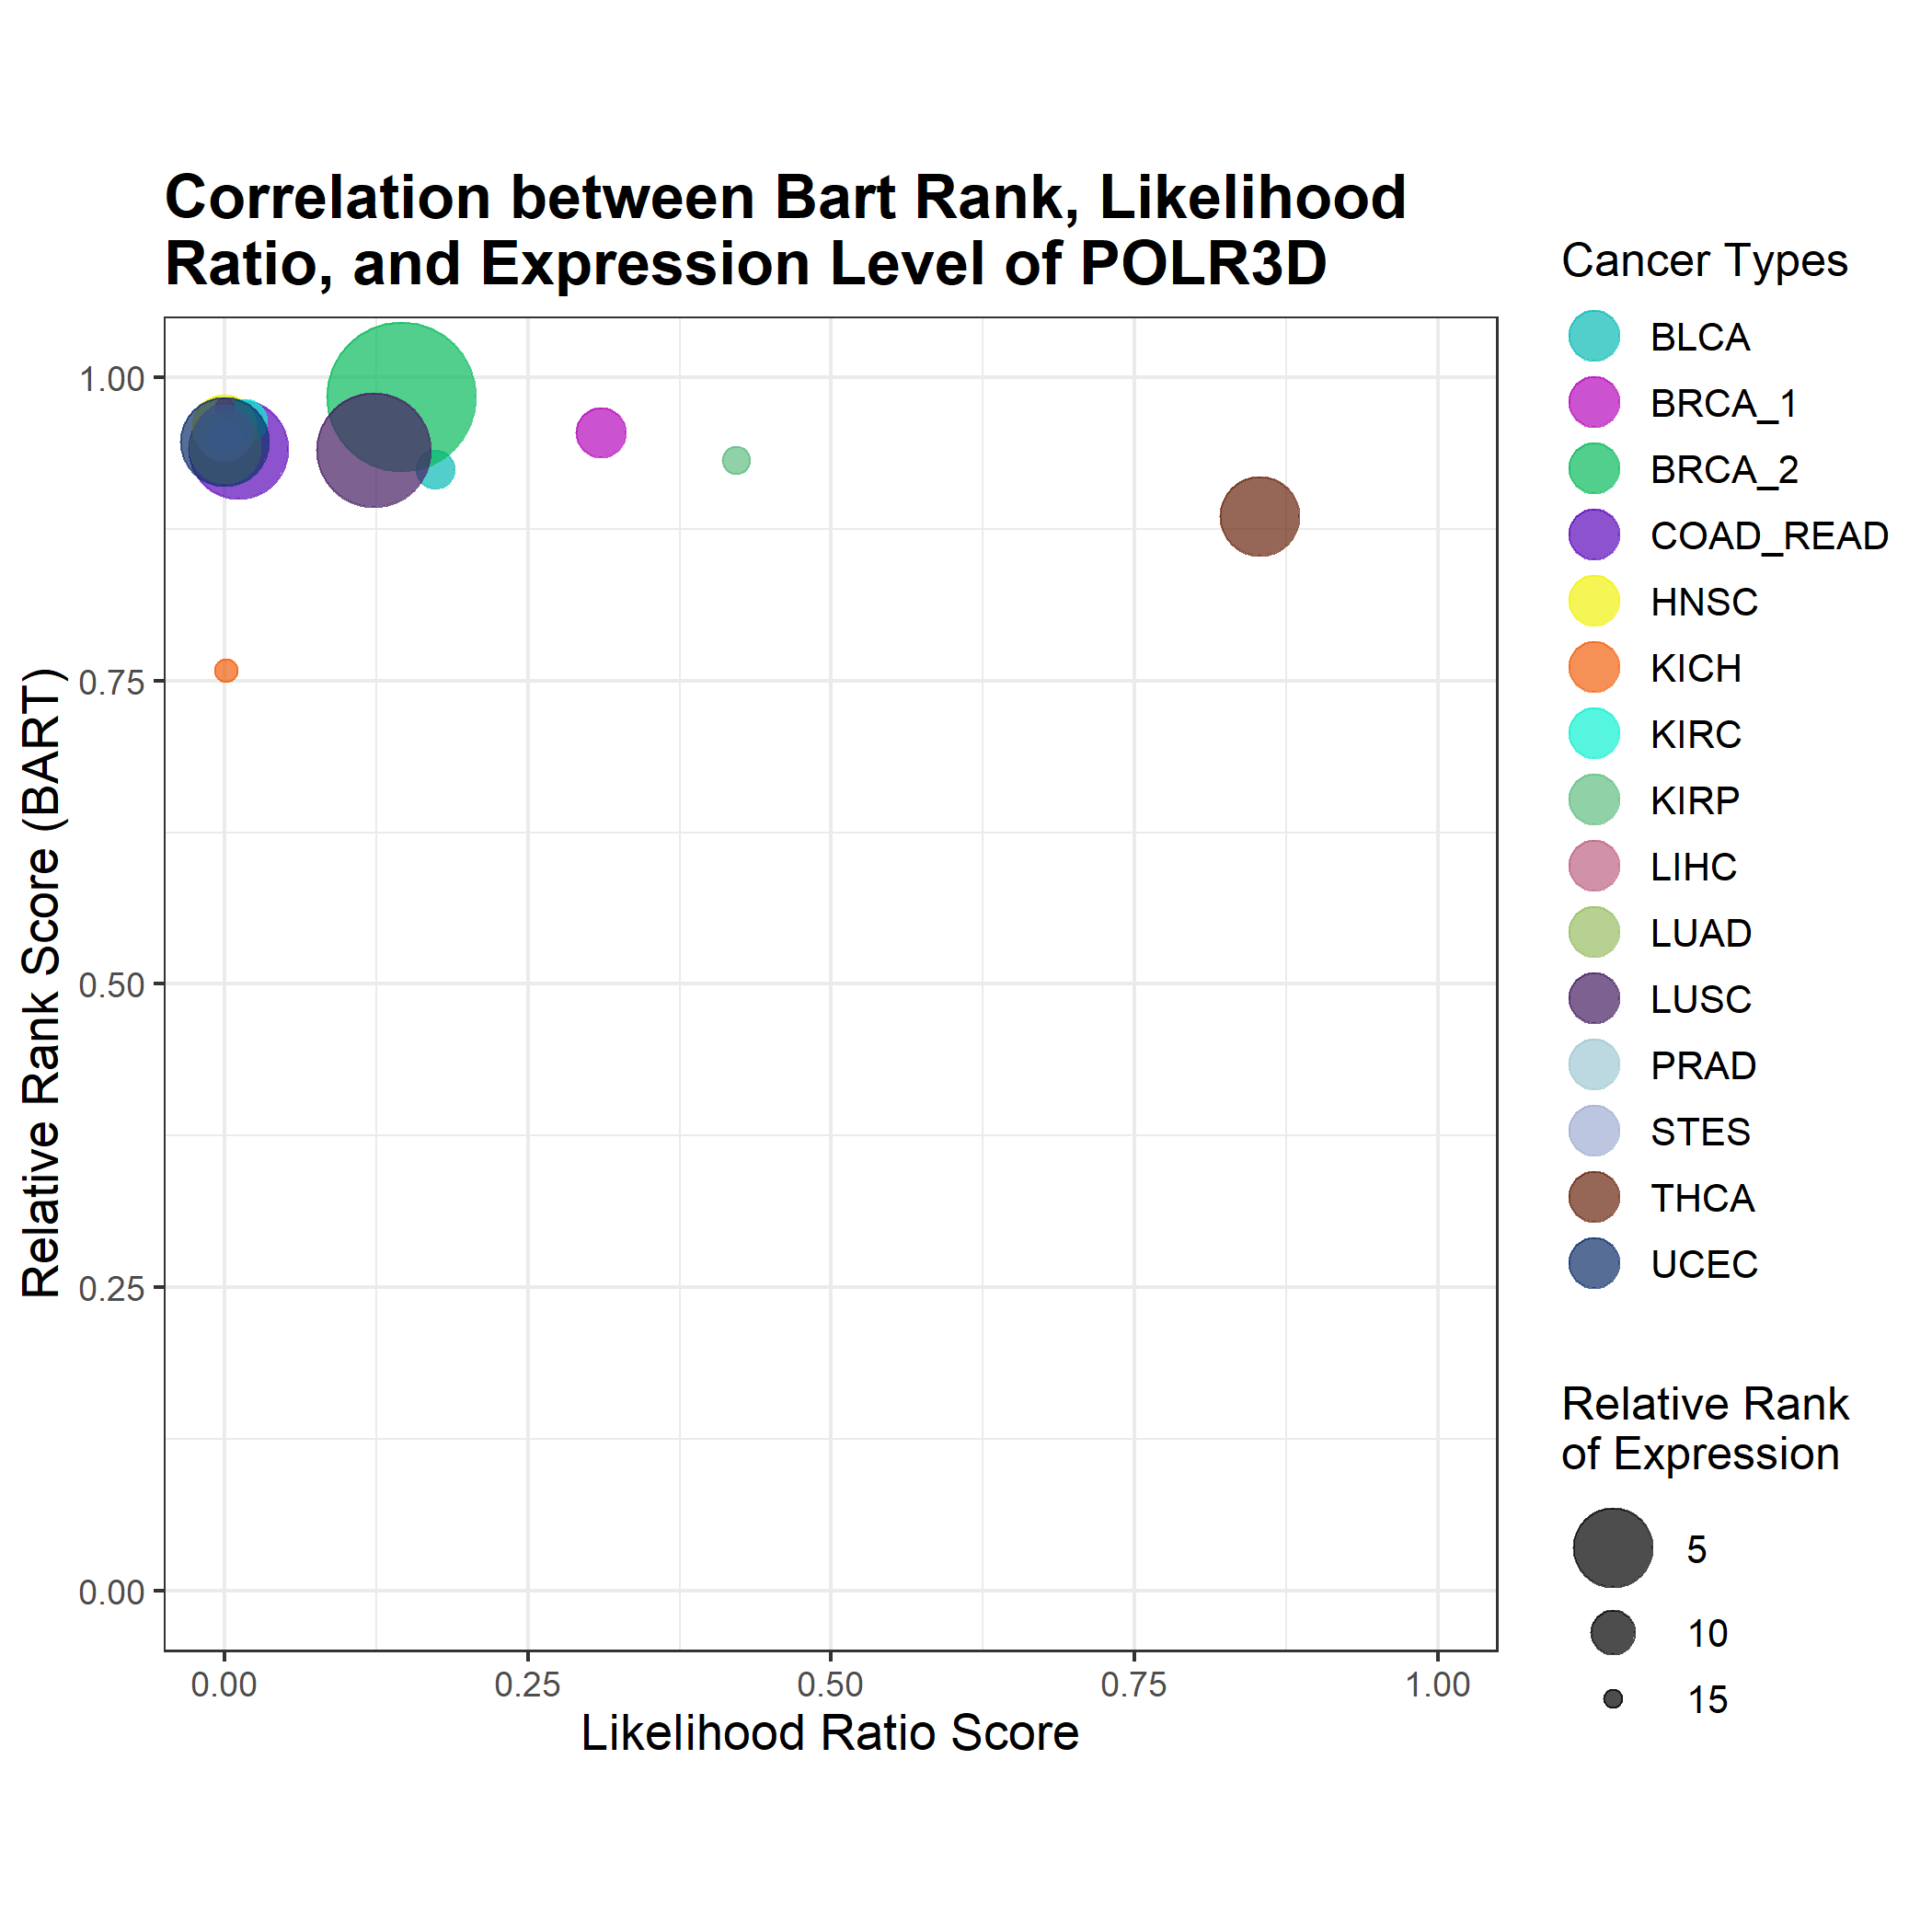 Correlation between Bart Rank, Likelihood
Ratio, and Expression Level of POLR3D
Relative Rank Score (BART)
1.00
0.75
0.50
0.25
0.00
0.00
0.25
0.50
0.75
1.00
Likelihood Ratio Score
Cancer Types
BLCA
BRCA_1
BRCA_2
COAD_READ
HNSC
KICH
KIRC
KIRP
LIHC
LUAD
LUSC
PRAD
STES
THCA
UCEC
Relative Rank
of Expression
5
10
15